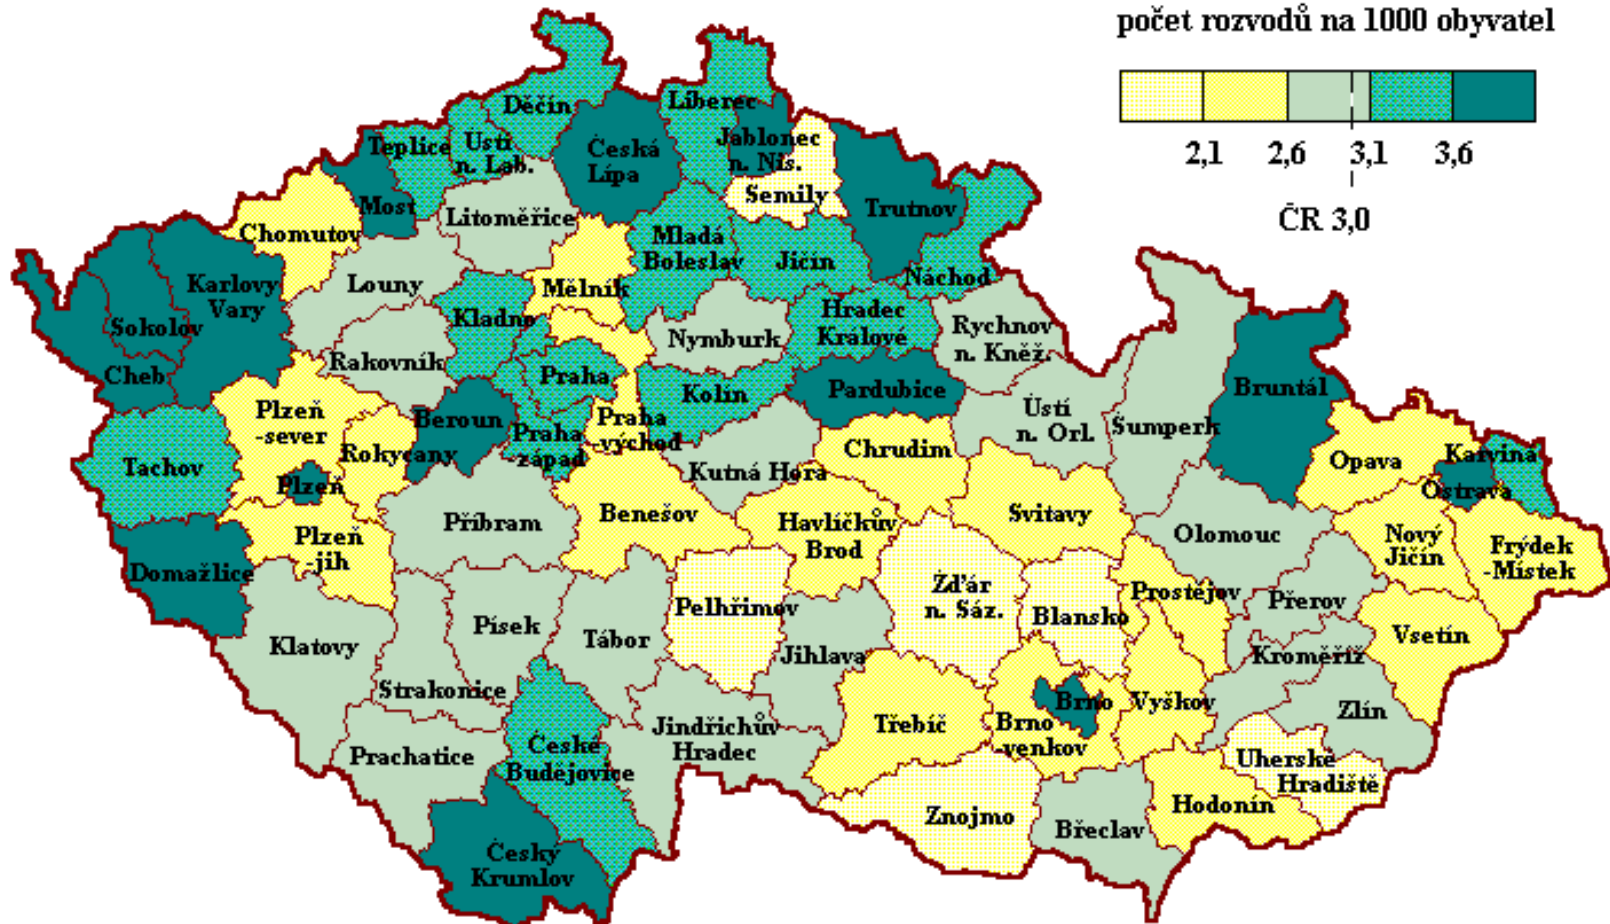 počet rozvodů na 1000 obyvatel
2,1 2,6 3,1 3,6
ČR 3,0
Děčín
Liberec
Teplice
Ústí
n. Lab.
Česká
Lípa
Jablonec
n. Nis.
Semily
Trutnov
Most
Litoměřice
Chomutov
Mladá
Boleslav
Jičín
Náchod
Karlovy
Vary
Louny
Mělník
Sokolov
Kladno
Hradec
Králové
Rychnov
n. Kněž.
Nymburk
Rakovník
Cheb
Praha
Kolín
Pardubice
Bruntál
Plzeň
-sever
Beroun
Praha
-západ
Praha
-východ
Ústí
n. Orl.
Šumperk
Rokycany
Tachov
Chrudim
Kutná Hora
Opava
Karviná
Ostrava
Plzeň
Příbram
Benešov
Havlíčkův
Brod
Svitavy
Olomouc
Nový
Jičín
Frýdek
-Místek
Plzeň
-jih
Domažlice
Pelhřimov
Žďár
n. Sáz.
Blansko
Prostějov
Přerov
Klatovy
Písek
Tábor
Jihlava
Kroměříž
Vsetín
Strakonice
Brno
Vyškov
Zlín
Třebíč
Brno
-venkov
Jindřichův
Hradec
Prachatice
České
Budějovice
Uherské
Hradiště
Znojmo
Břeclav
Hodonín
Český
Krumlov